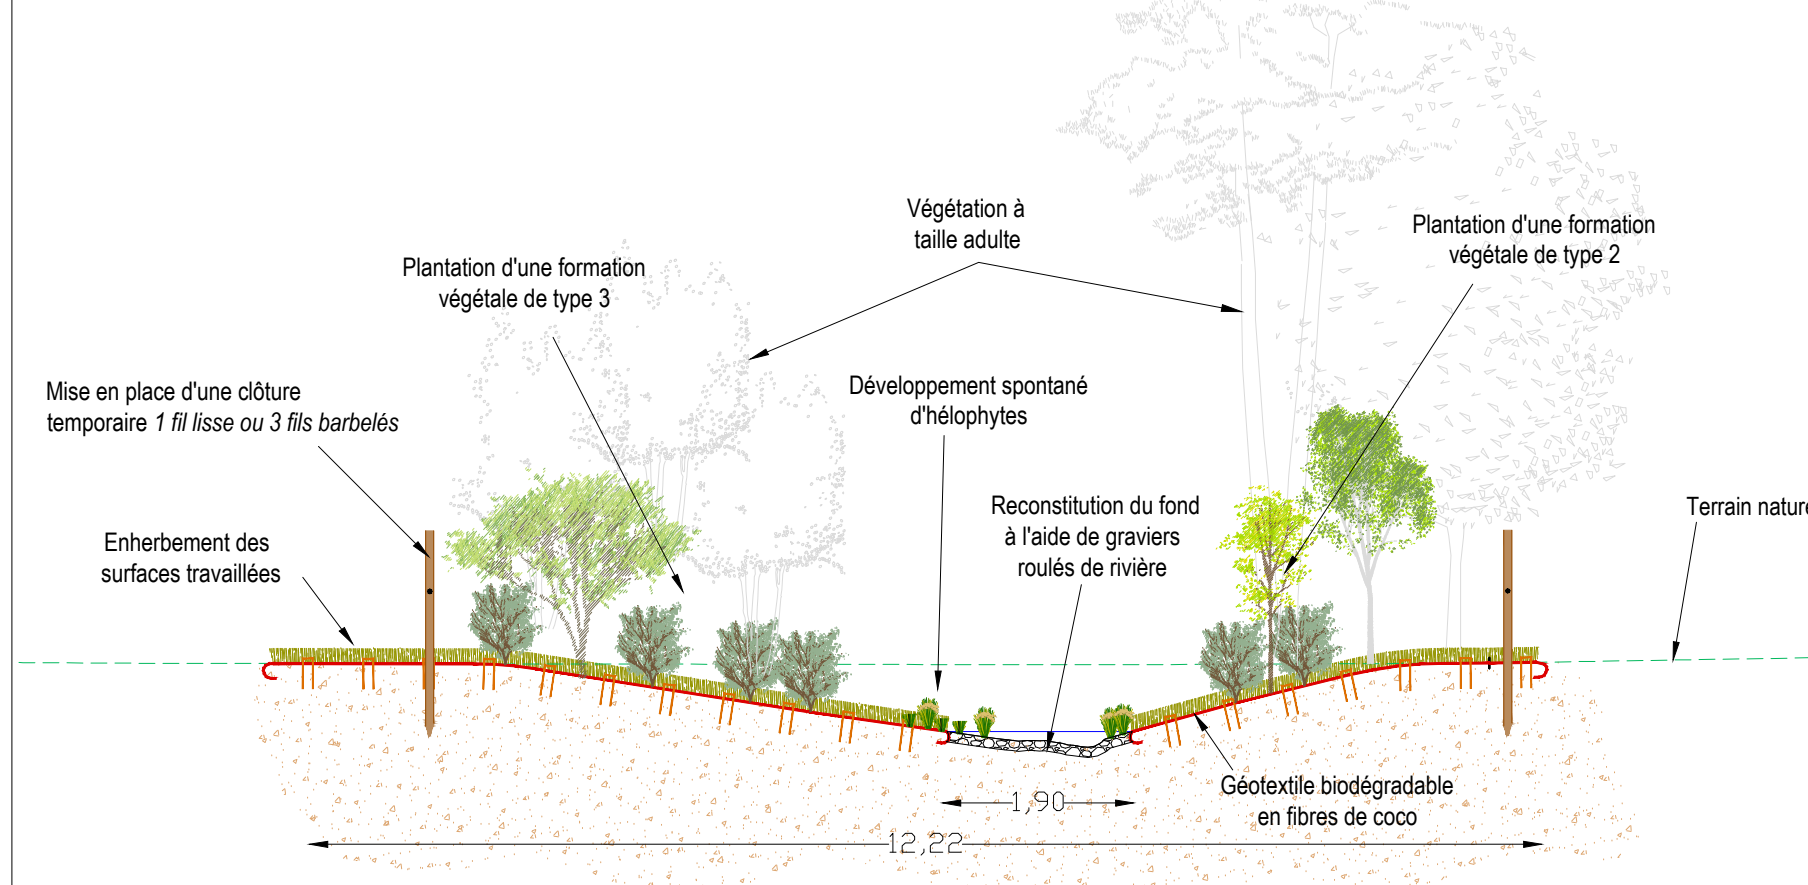 Végétation à
taille adulte
Plantation d'une formation
végétale de type 2
Plantation d'une formation
végétale de type 3
Mise en place d'une clôture
temporaire 1 fil lisse ou 3 fils barbelés
Développement spontané
d'hélophytes
Reconstitution du fond
à l'aide de graviers
roulés de rivière
Terrain nature
Enherbement des
surfaces travaillées
Géotextile biodégradable
en fibres de coco
1,90
12,22